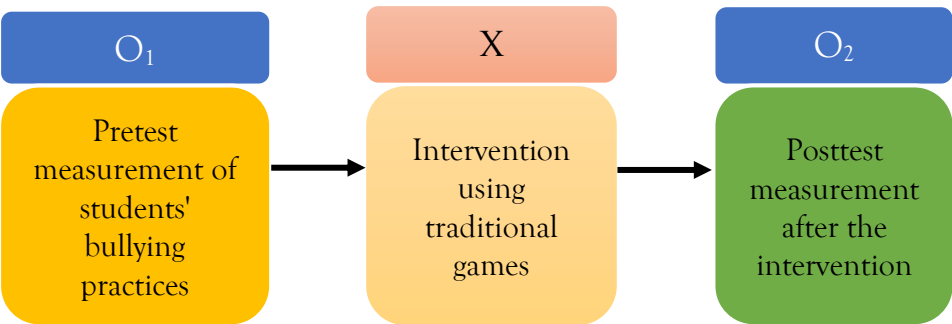 O₁
X
O₂
Pretest
measurement of
students'
bullying
practices
Intervention
using
traditional
games
Posttest
measurement
after the
intervention